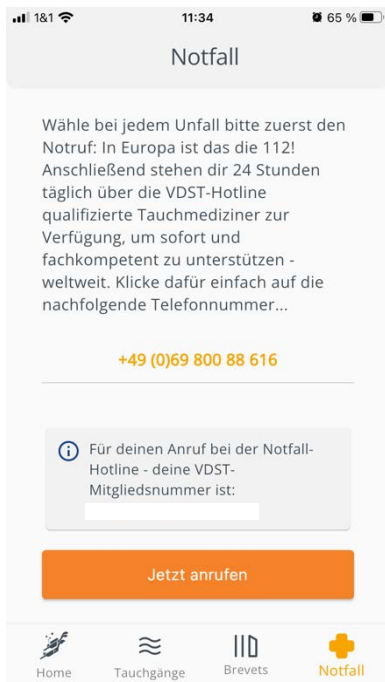 1&1 11:34 65 %
Notfall
Wähle bei jedem Unfall bitte zuerst den
Notruf: In Europa ist das die 112!
Anschließend stehen dir 24 Stunden
täglich über die VDST-Hotline
qualifizierte Tauchmediziner zur
Verfügung, um sofort und
fachkompetent zu unterstützen -
weltweit. Klicke dafür einfach auf die
nachfolgende Telefonnummer...
+49 (0)69 800 88 616
Für deinen Anruf bei der Notfall-
Hotline - deine VDST-
Mitgliedsnummer ist:
Jetzt anrufen
Home Tauchgänge Brevets Notfall